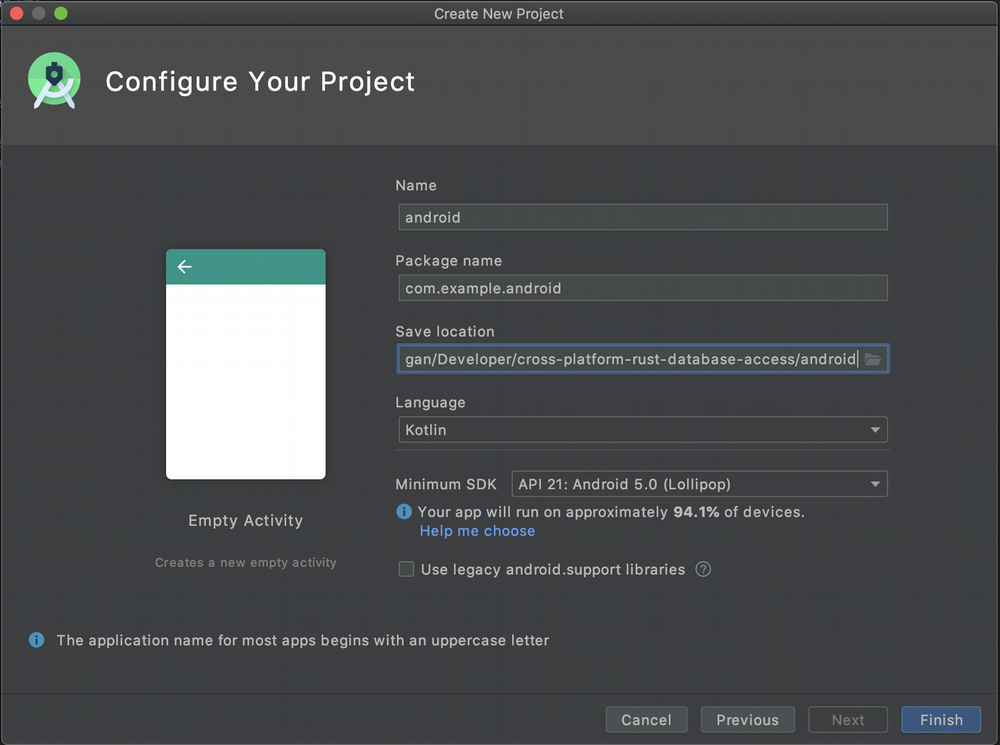 Create New Project
Configure Your Project
Name
android
Package name
com.example.android
Save location
gan/Developer/cross-platform-rust-database-access/android
Language
Kotlin
Minimum SDK API 21: Android 5.0 (Lollipop)
Your app will run on approximately 94.1% of devices.
Help me choose
Use legacy android.support libraries ?
Empty Activity
Creates a new empty activity
The application name for most apps begins with an uppercase letter
Cancel Previous Next Finish